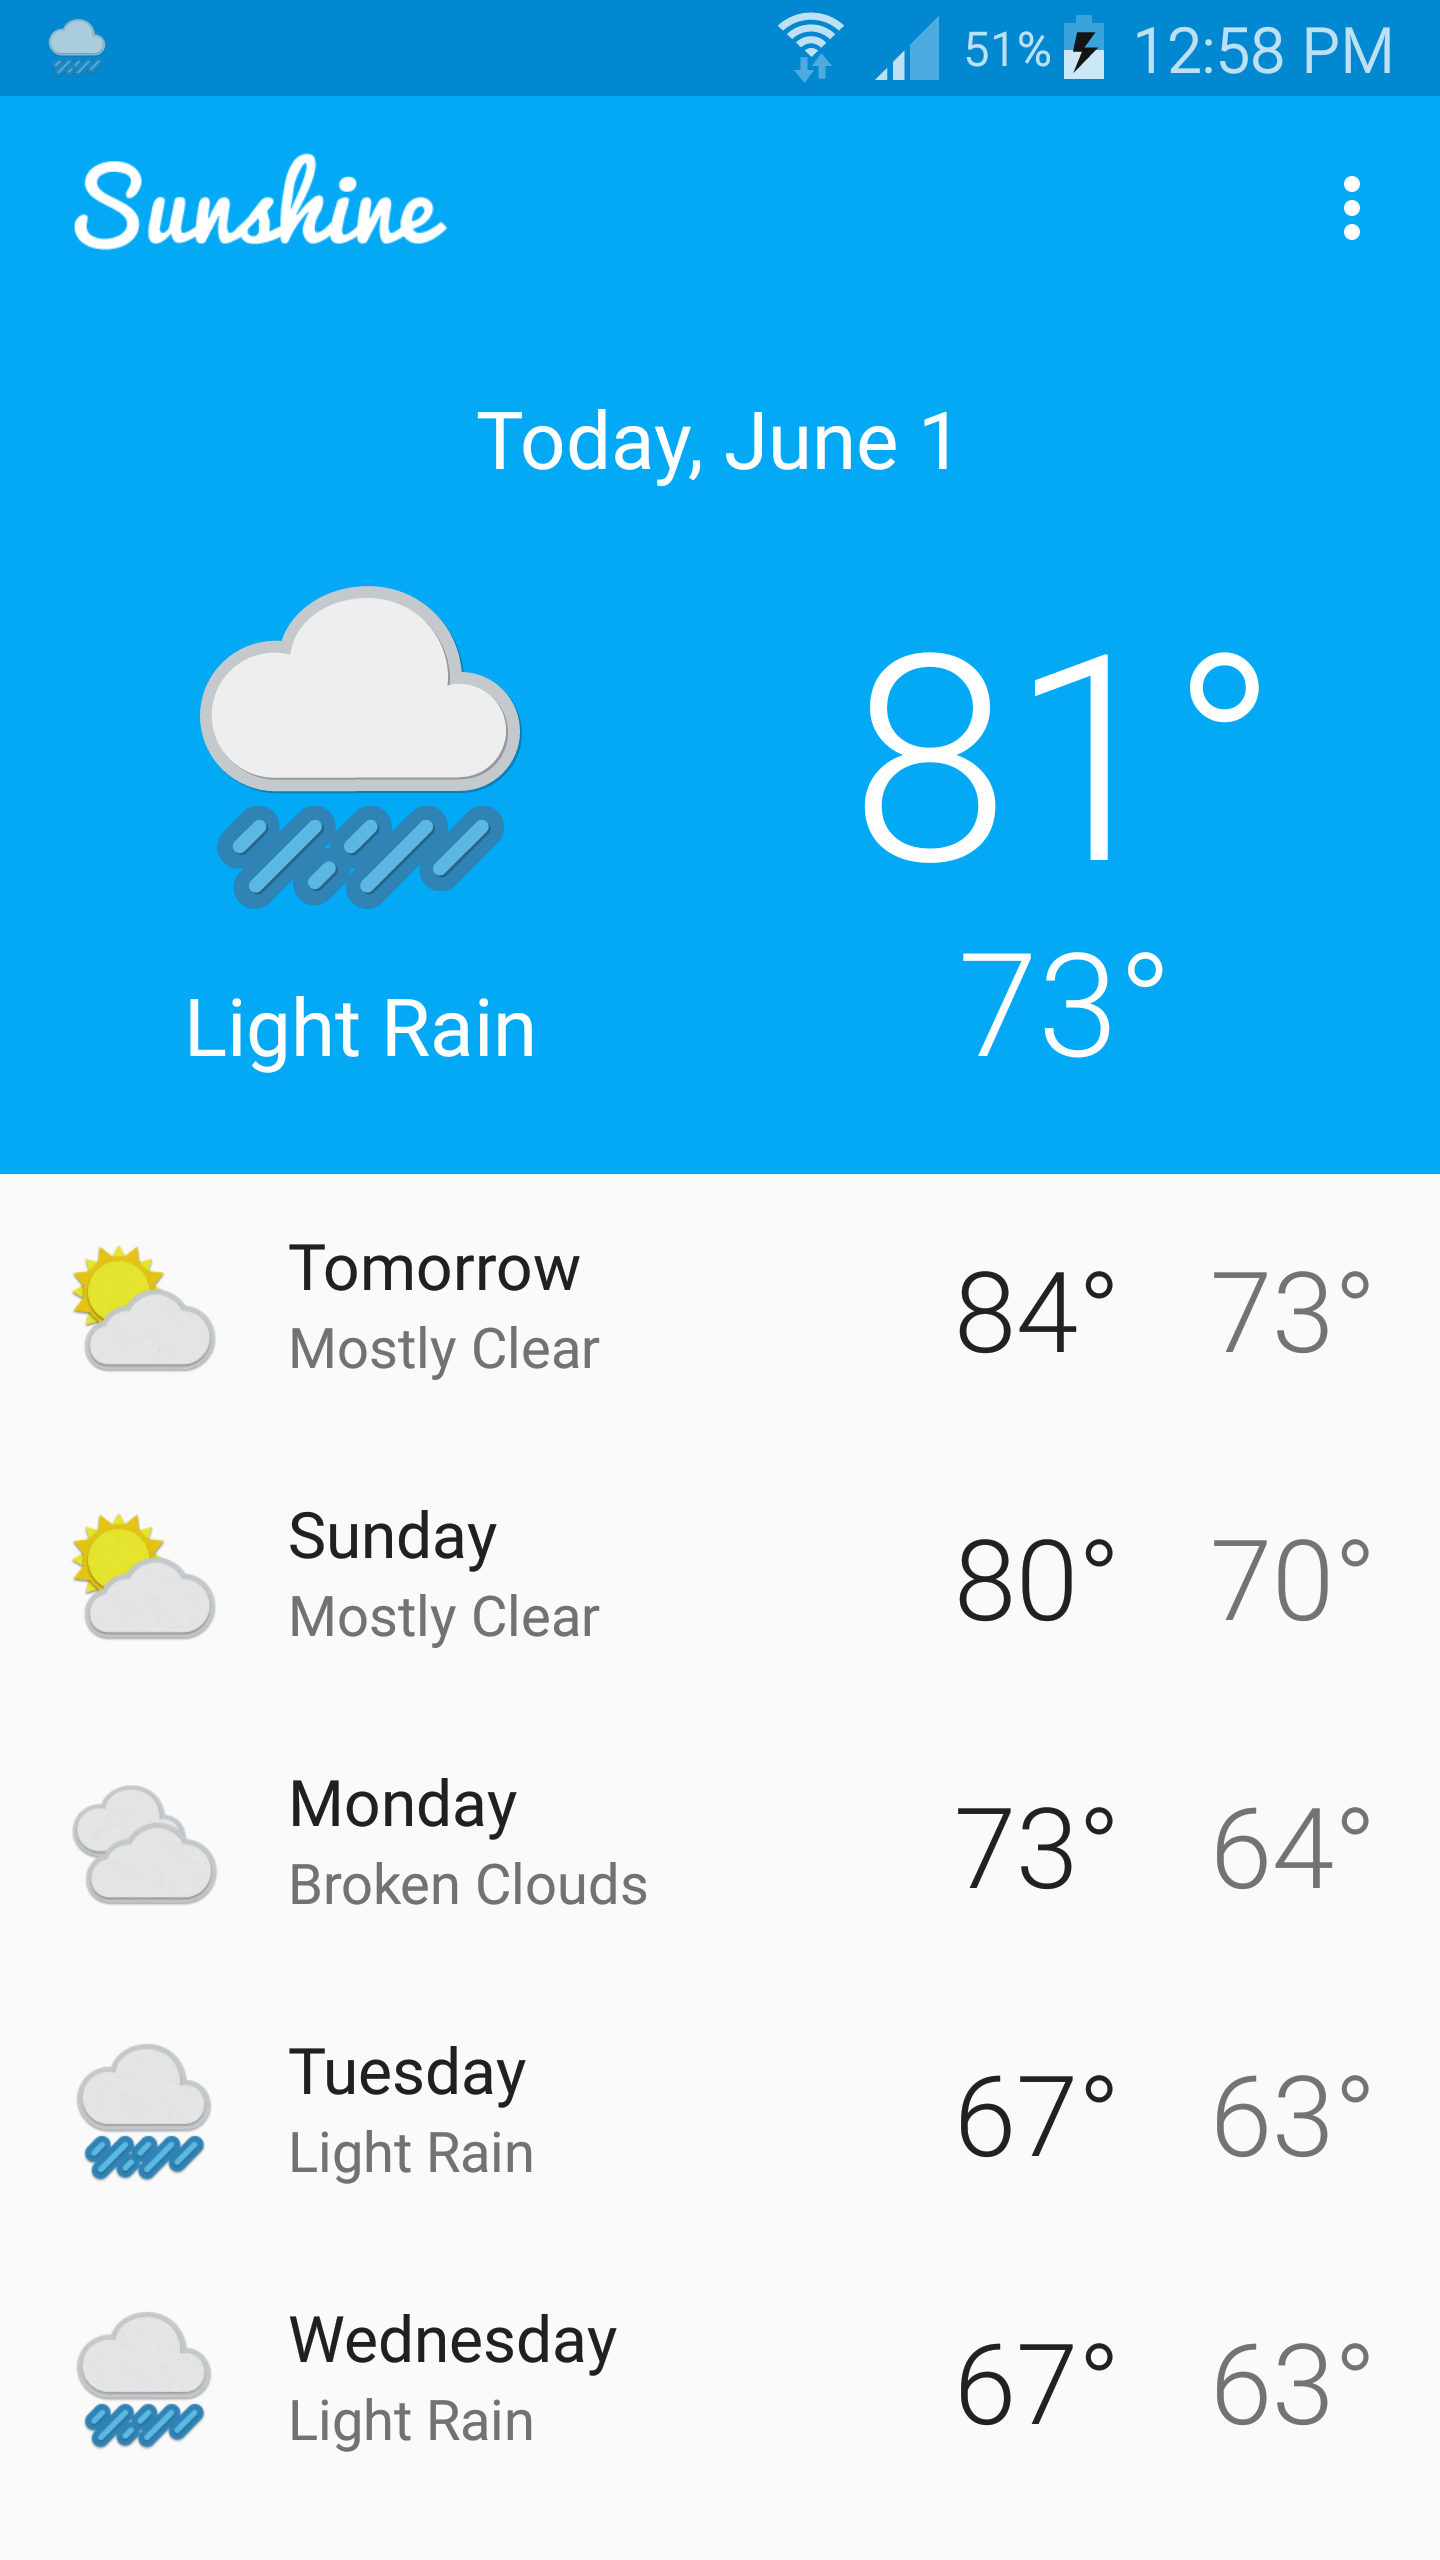 51% 12:58 PM
Sunshine
Today, June 1
81°
73°
Light Rain
Tomorrow
Mostly Clear
84° 73°
Sunday
Mostly Clear
80° 70°
Monday
Broken Clouds
73° 64°
Tuesday
Light Rain
67° 63°
Wednesday
Light Rain
67° 63°